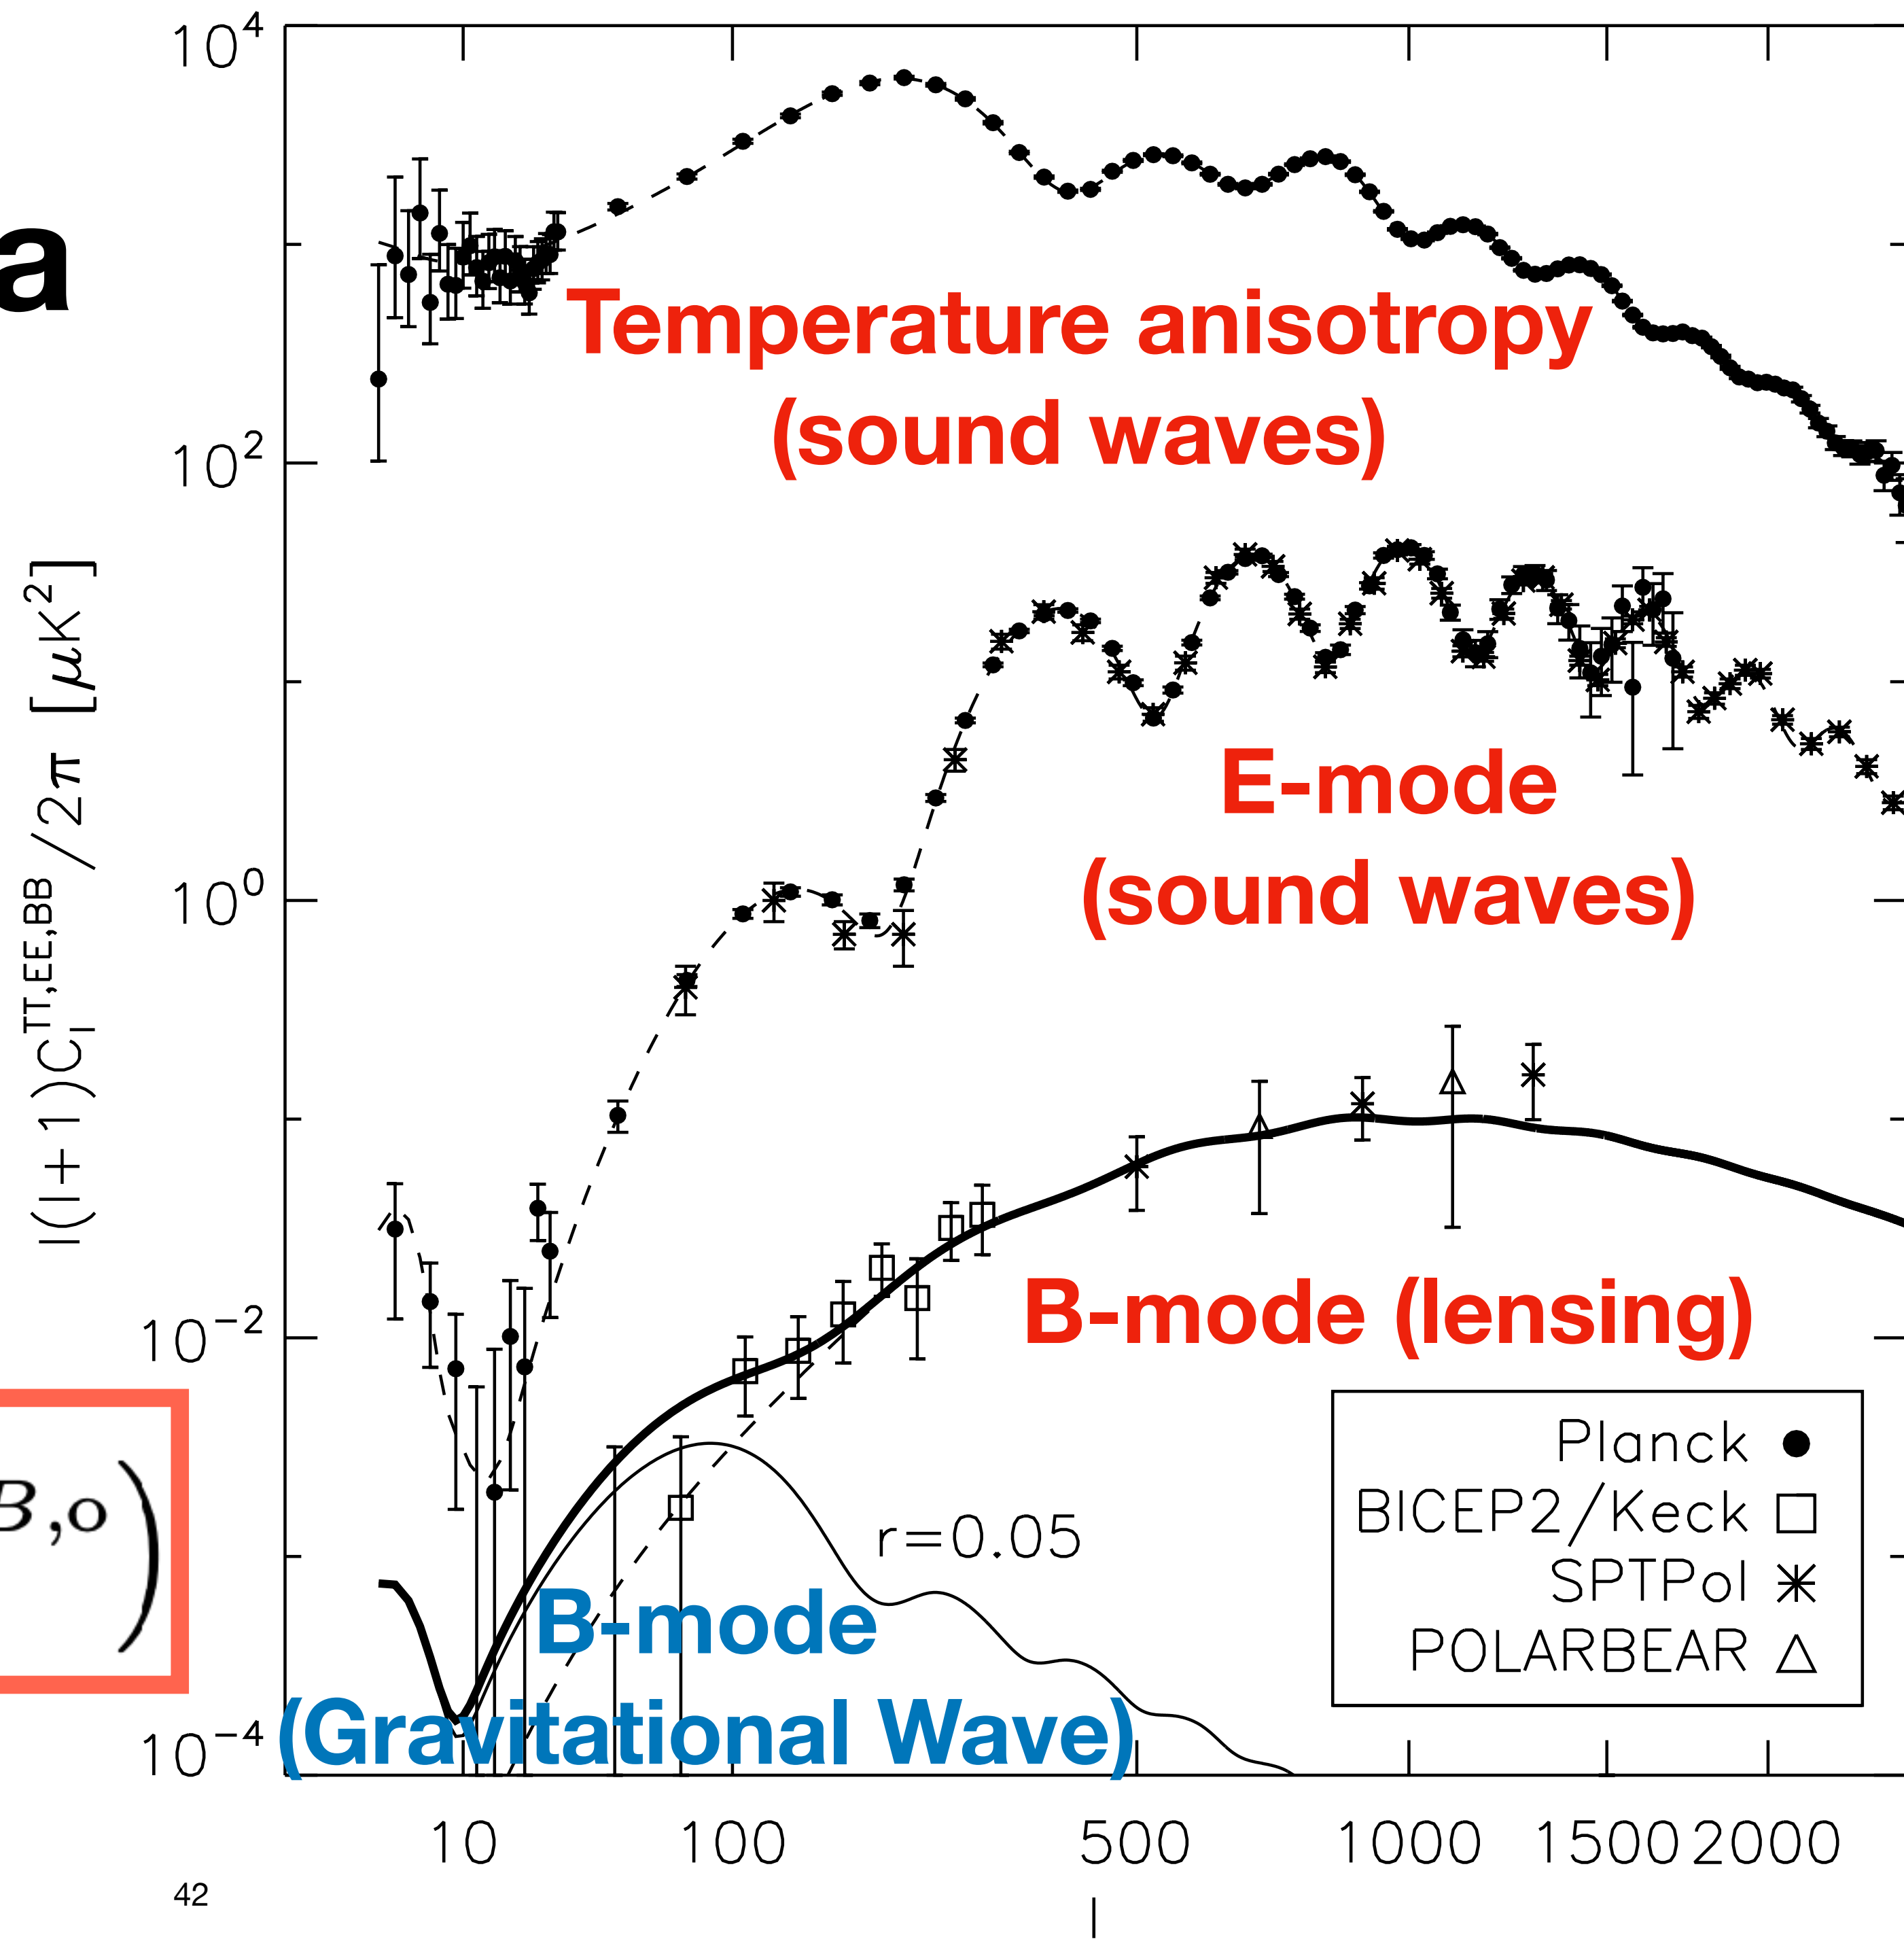 a
10^4
10^2
10^0
10^-2
10^-4
l(l+1)C_l^{TT,EE,BB}/2π [μK^2]
Temperature anisotropy
(sound waves)
E-mode
(sound waves)
B-mode (lensing)
r=0.05
B-mode
(Gravitational Wave)
Planck
BICEP2/Keck
SPTPol
POLARBEAR
B,o)
10 100 500 1000 1500 2000
l
42